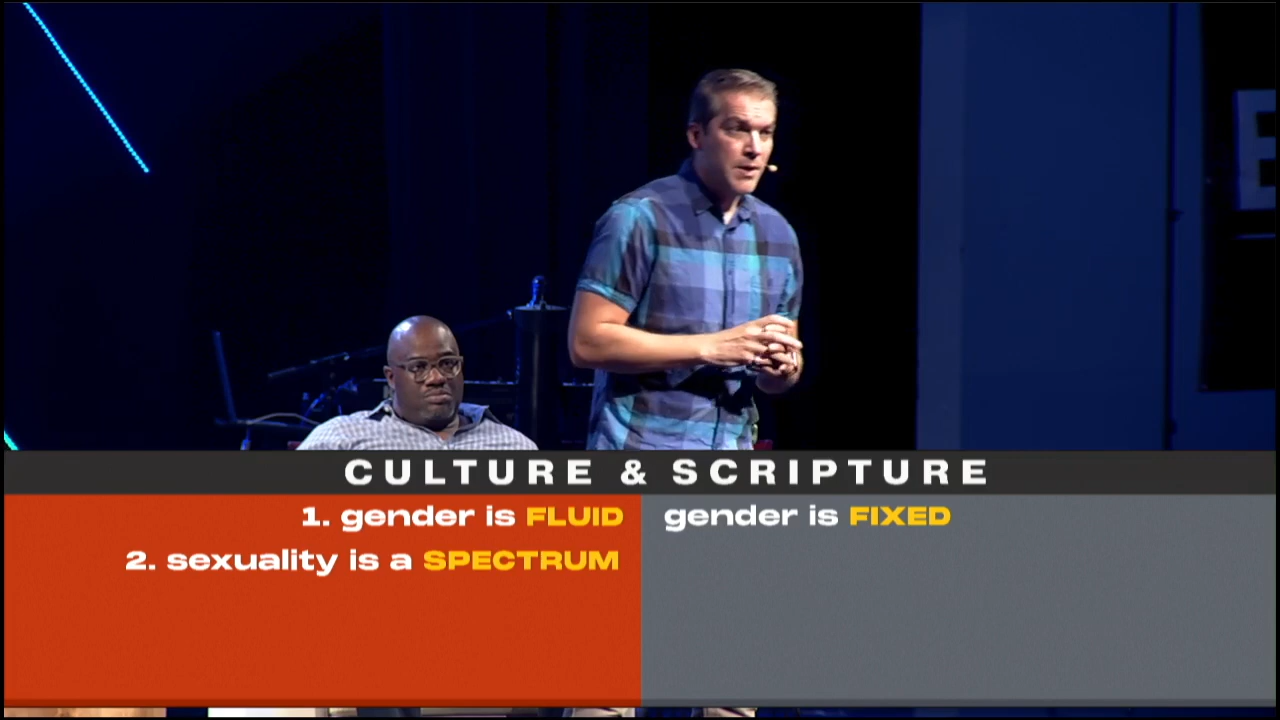 E
CULTURE & SCRIPTURE
1. gender is FLUID
gender is FIXED
2. sexuality is a SPECTRUM